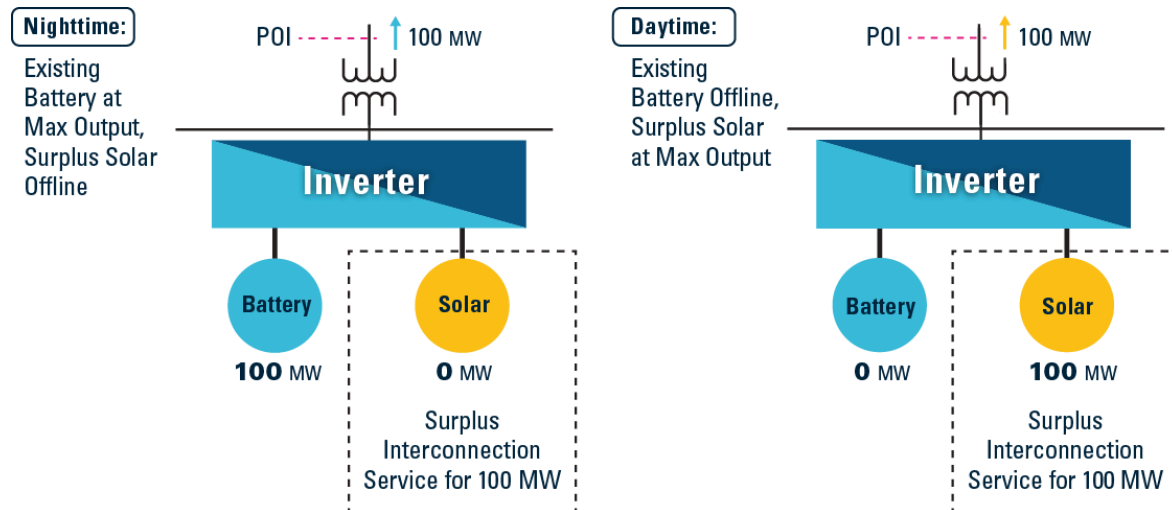 Nighttime:
Existing
Battery at
Max Output,
Surplus Solar
Offline
POI
100 MW
Inverter
Battery
Solar
100 MW
0 MW
Surplus
Interconnection
Service for 100 MW
Daytime:
Existing
Battery Offline,
Surplus Solar
at Max Output
POI
100 MW
Inverter
Battery
Solar
0 MW
100 MW
Surplus
Interconnection
Service for 100 MW